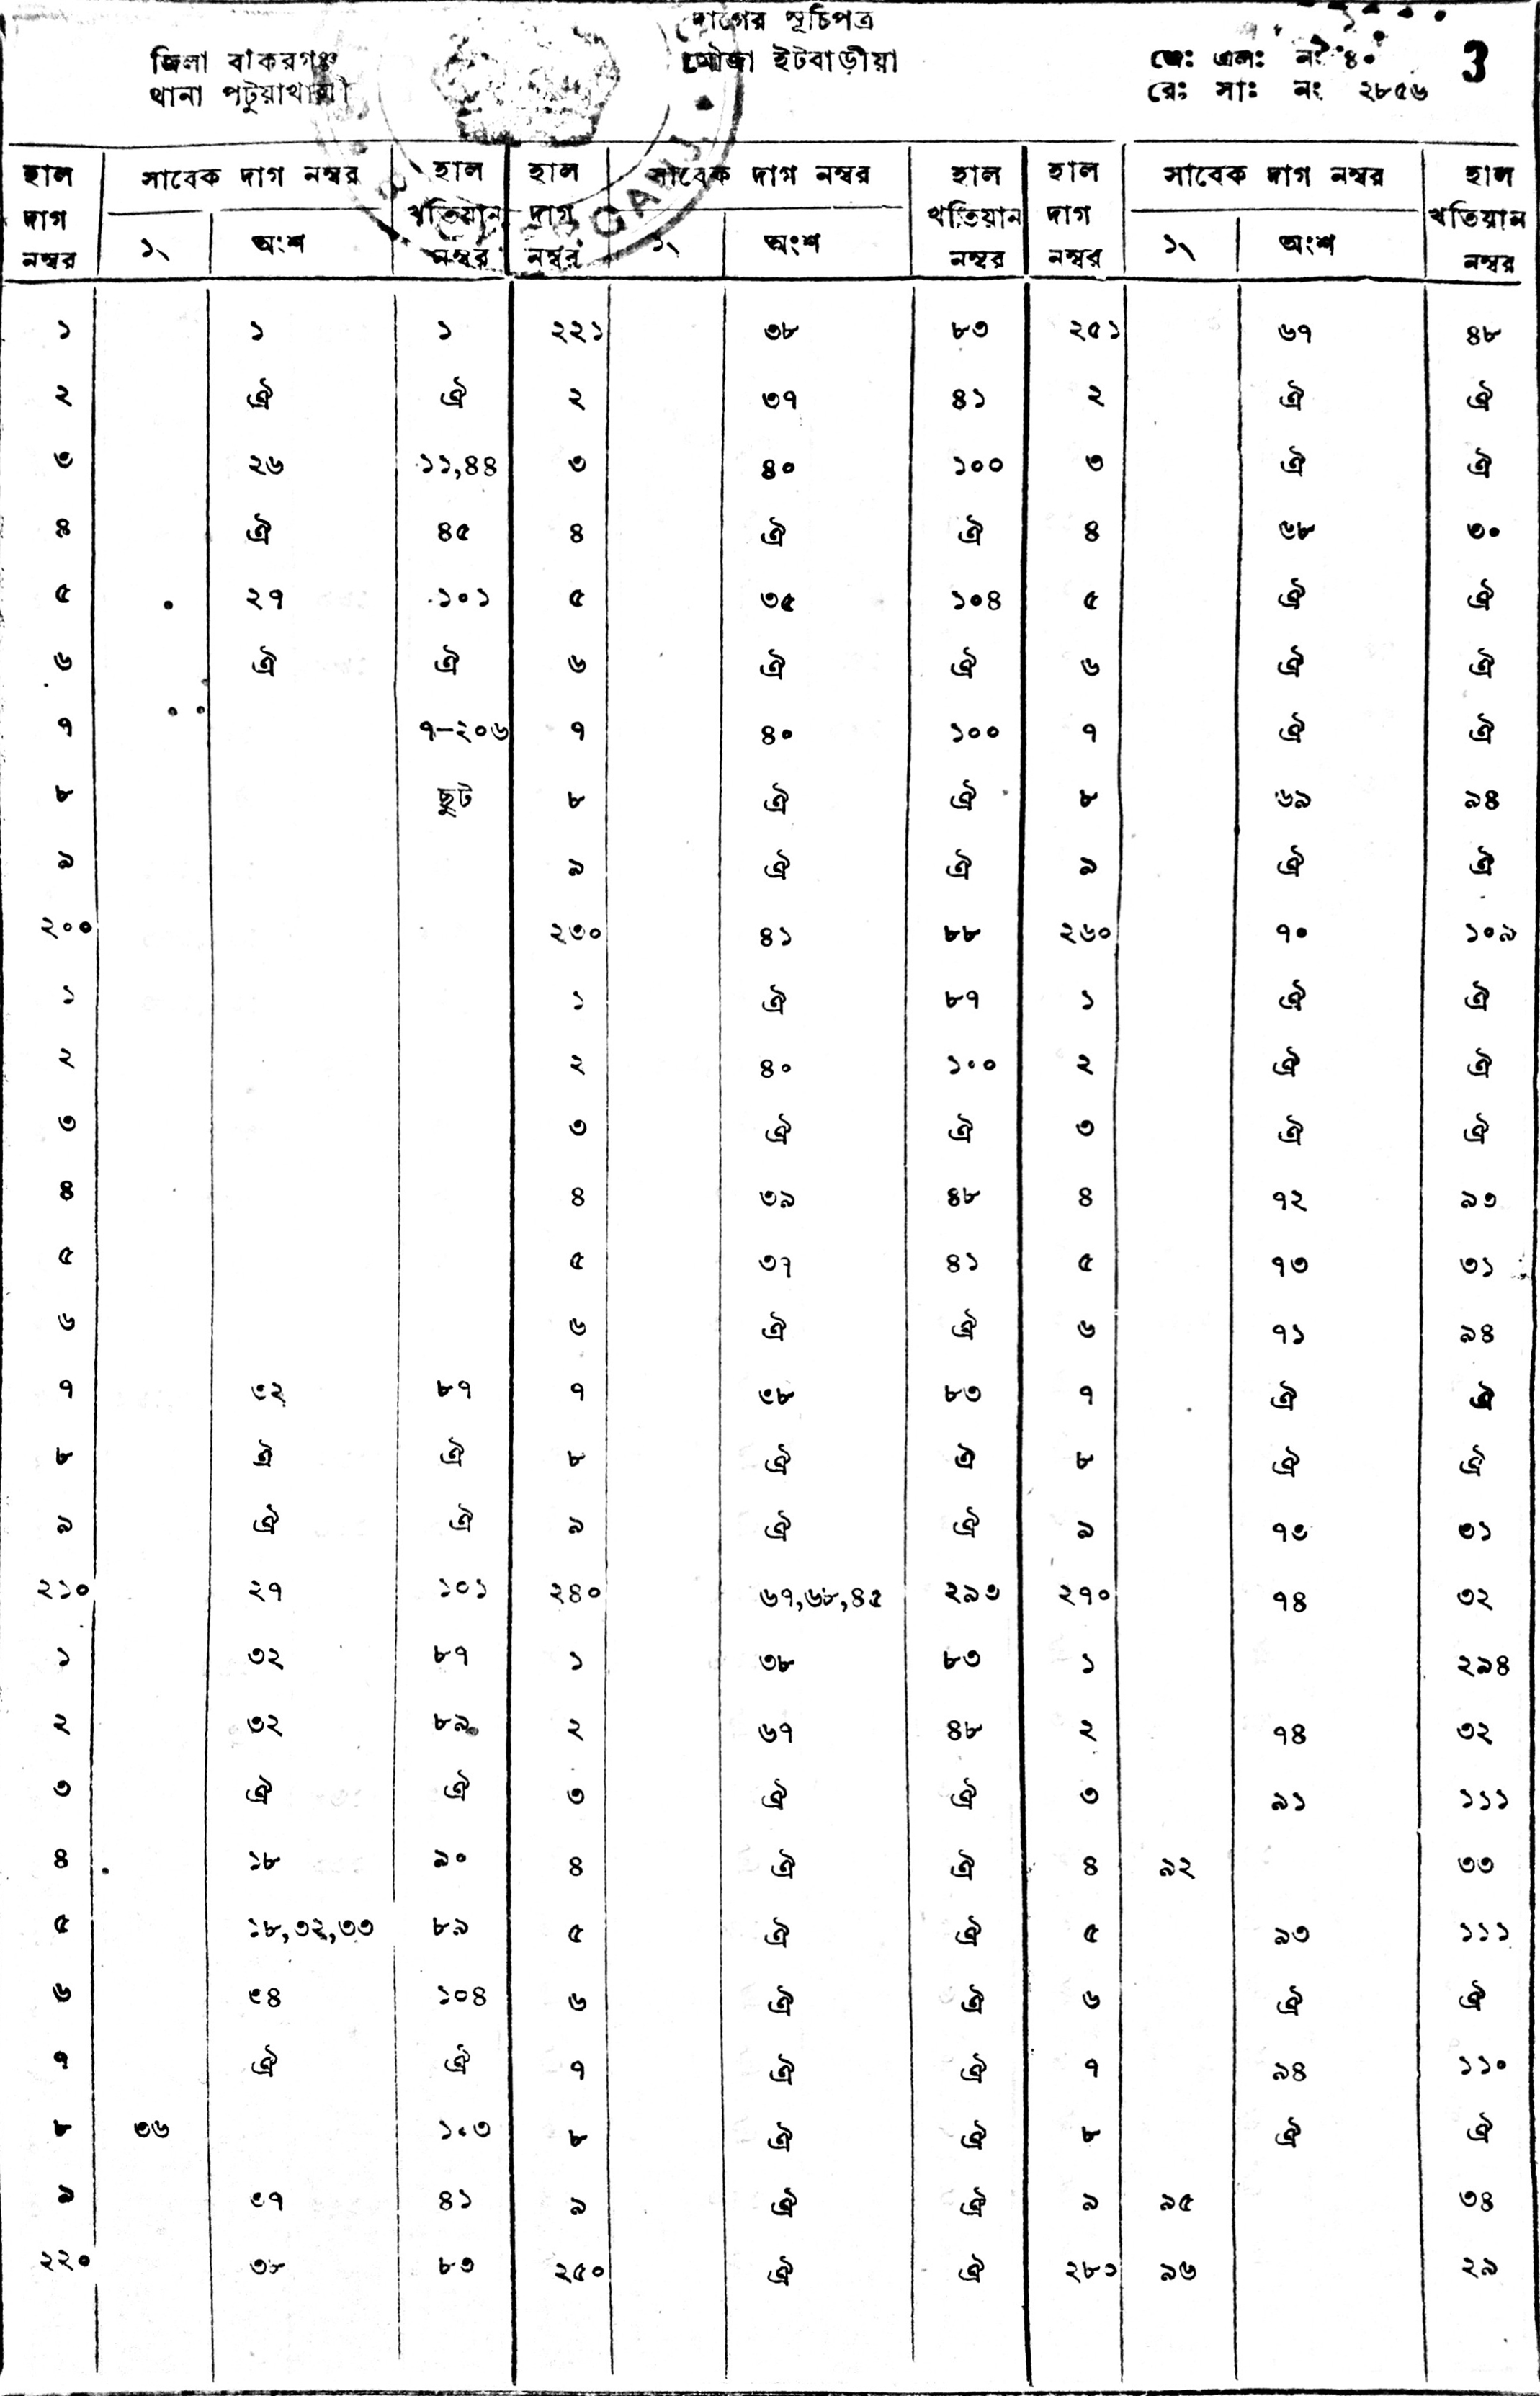 দাগের সূচিপত্র
জিলা বাকরগঞ্জ মৌজা ইটবাড়ীয়া জে: এল: নং ৪০ 3
থানা পটুয়াখালী রে: সা: নং ২৮৫৬
হাল সাবেক দাগ নম্বর হাল হাল সাবেক দাগ নম্বর হাল হাল সাবেক দাগ নম্বর হাল
দাগ খতিয়ান দাগ খতিয়ান দাগ খতিয়ান
নম্বর ১৲ অংশ নম্বর নম্বর ১৲ অংশ নম্বর নম্বর ১৲ অংশ নম্বর
১ ১ ১ ২২১ ৩৮ ৮৩ ২৫১ ৬৭ ৪৮
২ ঐ ঐ ২ ৩৭ ৪১ ২ ঐ ঐ
৩ ২৬ ১১,৪৪ ৩ ৪০ ১০০ ৩ ঐ ঐ
৪ ঐ ৪৫ ৪ ঐ ঐ ৪ ৬৮ ৩০
৫ ২৭ ১০১ ৫ ৩৫ ১০৪ ৫ ঐ ঐ
৬ ঐ ঐ ৬ ঐ ঐ ৬ ঐ ঐ
৭ ৭-২০৬ ৭ ৪০ ১০০ ৭ ঐ ঐ
৮ ছুট ৮ ঐ ঐ ৮ ৬৯ ৯৪
৯ ৯ ঐ ঐ ৯ ঐ ঐ
২০০ ২৩০ ৪১ ৮৮ ২৬০ ৭০ ১০৯
১ ১ ঐ ৮৭ ১ ঐ ঐ
২ ২ ৪০ ১০০ ২ ঐ ঐ
৩ ৩ ঐ ঐ ৩ ঐ ঐ
৪ ৪ ৩৯ ৪৮ ৪ ৭২ ৯৩
৫ ৫ ৩৭ ৪১ ৫ ৭৩ ৩১
৬ ৬ ঐ ঐ ৬ ৭১ ৯৪
৭ ৩২ ৮৭ ৭ ৩৮ ৮৩ ৭ ঐ ঐ
৮ ঐ ঐ ৮ ঐ ঐ ৮ ঐ ঐ
৯ ঐ ঐ ৯ ঐ ঐ ৯ ৭৩ ৩১
২১০ ২৭ ১০১ ২৪০ ৬৭,৬৮,৪৫ ২৯৩ ২৭০ ৭৪ ৩২
১ ৩২ ৮৭ ১ ৩৮ ৮৩ ১ ২৯৪
২ ৩২ ৮৯ ২ ৬৭ ৪৮ ২ ৭৪ ৩২
৩ ঐ ঐ ৩ ঐ ঐ ৩ ৯১ ১১১
৪ ১৮ ৯০ ৪ ঐ ঐ ৪ ৯২ ৩৩
৫ ১৮,৩২,৩৩ ৮৯ ৫ ঐ ঐ ৫ ৯৩ ১১১
৬ ৩৪ ১০৪ ৬ ঐ ঐ ৬ ঐ ঐ
৭ ঐ ঐ ৭ ঐ ঐ ৭ ৯৪ ১১০
৮ ৩৬ ১০৩ ৮ ঐ ঐ ৮ ঐ ঐ
৯ ৩৭ ৪১ ৯ ঐ ঐ ৯ ৯৫ ৩৪
২২০ ৩৮ ৮৩ ২৫০ ঐ ঐ ২৮০ ৯৬ ২৯